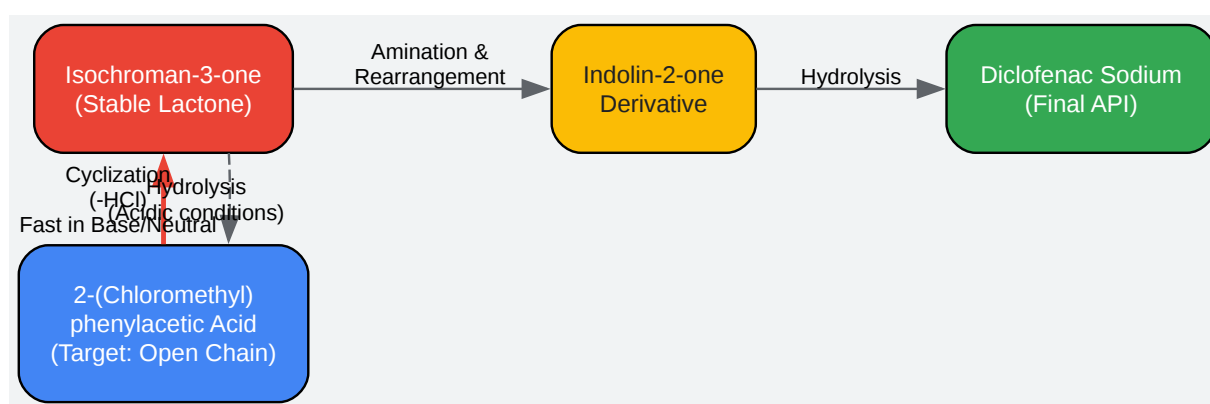 Isochroman-3-one
(Stable Lactone)
Amination &
Rearrangement
Indolin-2-one
Derivative
Hydrolysis
Diclofenac Sodium
(Final API)
Cyclization
(-HCl)
Fast in Base/Neutral
Hydrolysis
(Acidic conditions)
2-(Chloromethyl)
phenylacetic Acid
(Target: Open Chain)